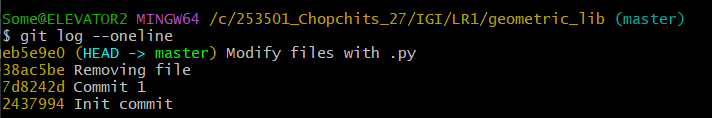 Some@ELEVATOR2 MINGW64 /c/253501_Chopchits_27/IGI/LR1/geometric_lib (master)
$ git log --oneline
eb5e9e0 (HEAD -> master) Modify files with .py
38ac5be Removing file
7d8242d Commit 1
2437994 Init commit